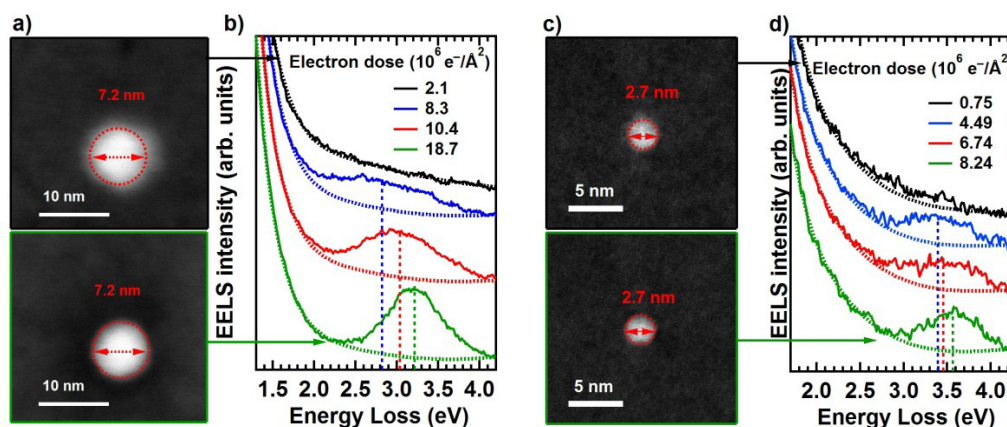 a)
7.2 nm
10 nm
7.2 nm
10 nm
b)
EELS intensity (arb. units)
Electron dose (10⁶ e⁻/Å²)
2.1
8.3
10.4
18.7
1.5 2.0 2.5 3.0 3.5 4.0
Energy Loss (eV)
c)
2.7 nm
5 nm
2.7 nm
5 nm
d)
EELS intensity (arb. units)
Electron dose (10⁶ e⁻/Å²)
0.75
4.49
6.74
8.24
2.0 2.5 3.0 3.5 4.0
Energy Loss (eV)